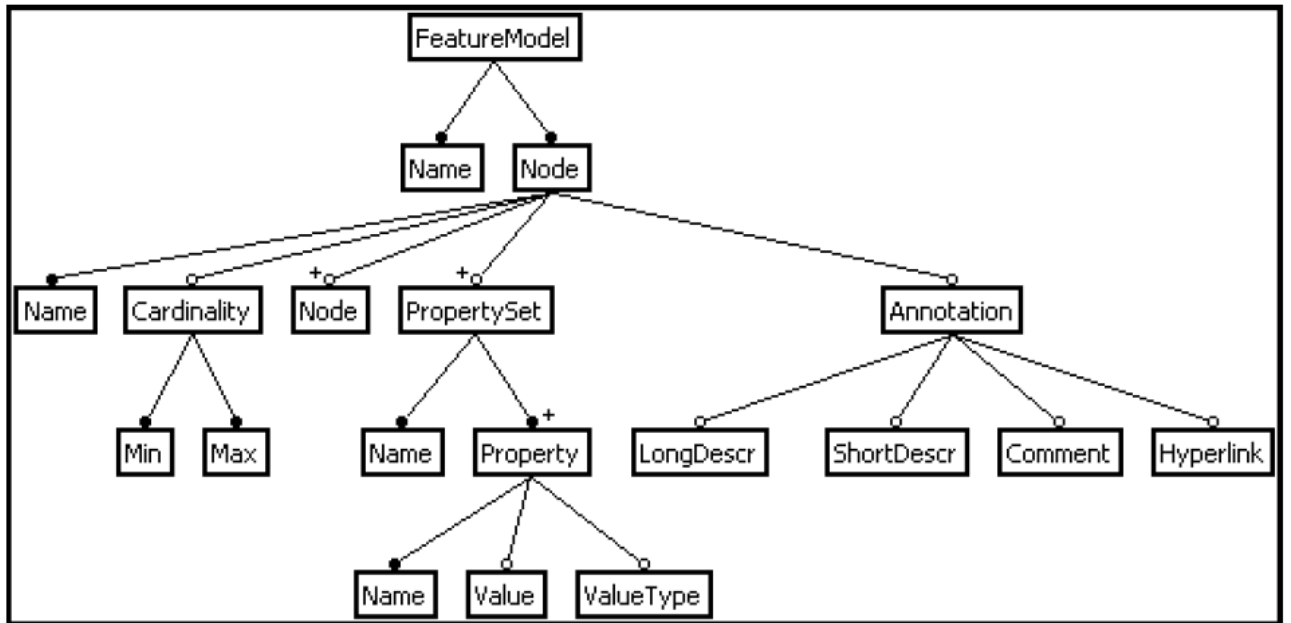 FeatureModel
Name Node
+ +
Name Cardinality Node PropertySet Annotation
+
Min Max Name Property LongDescr ShortDescr Comment Hyperlink
Name Value ValueType